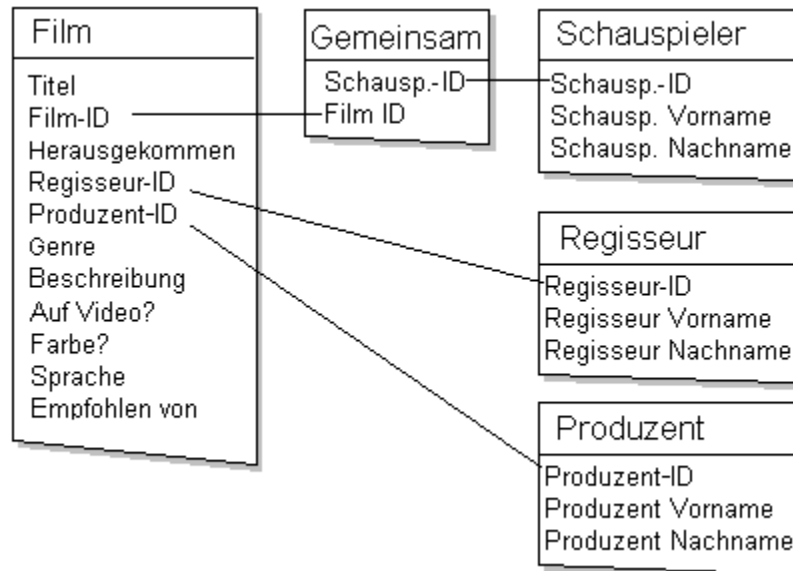 Film
Titel
Film-ID
Herausgekommen
Regisseur-ID
Produzent-ID
Genre
Beschreibung
Auf Video?
Farbe?
Sprache
Empfohlen von
Gemeinsam
Schausp.-ID
Film ID
Schauspieler
Schausp.-ID
Schausp. Vorname
Schausp. Nachname
Regisseur
Regisseur-ID
Regisseur Vorname
Regisseur Nachname
Produzent
Produzent-ID
Produzent Vorname
Produzent Nachname